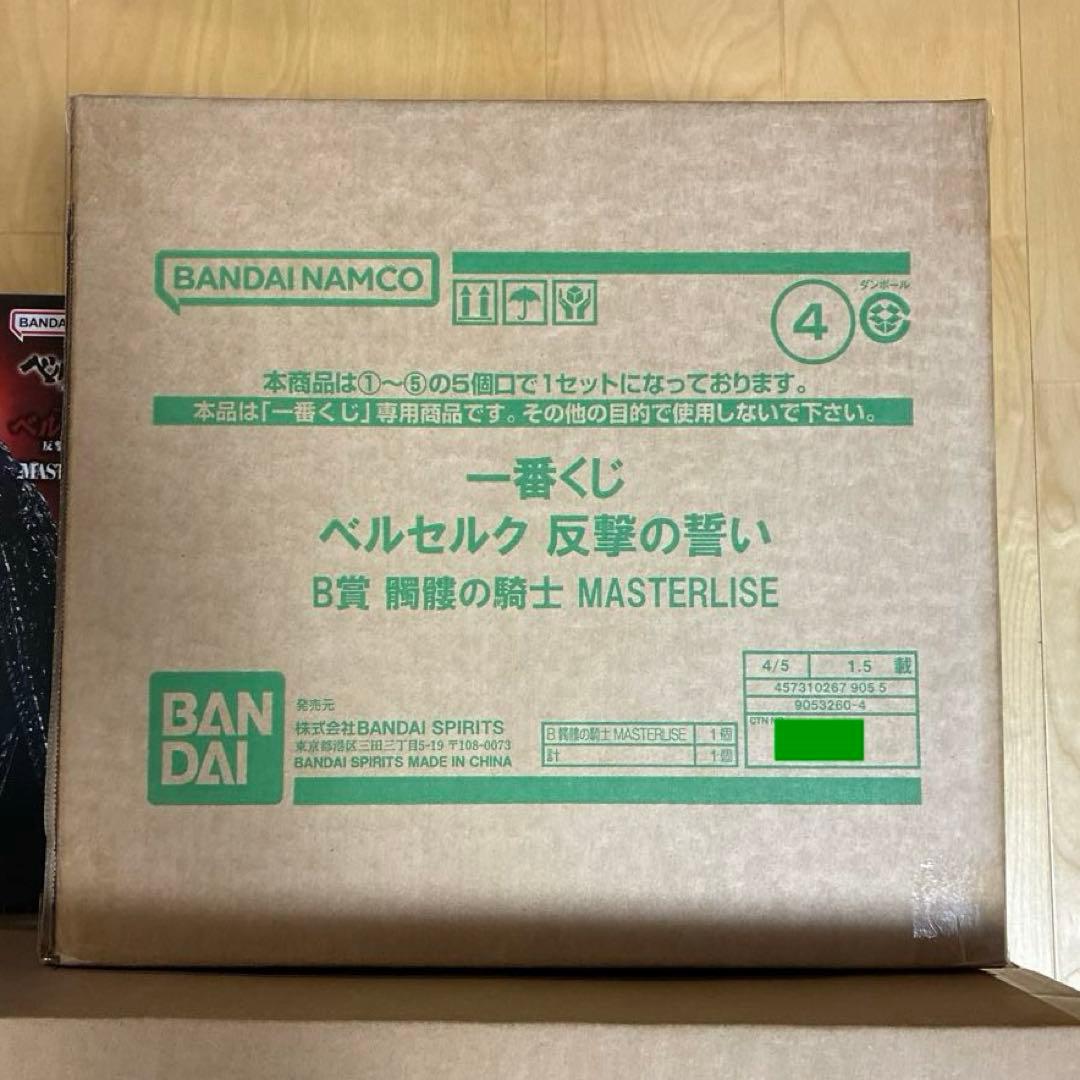 BANDAI NAMCO
ダンボール
4
本商品は①～⑤の5個口で1セットになっております。
本品は「一番くじ」専用商品です。その他の目的で使用しないで下さい。
一番くじ
ベルセルク 反撃の誓い
B賞 髑髏の騎士 MASTERLISE
BANDAI
BAN
DAI
発売元
株式会社BANDAI SPIRITS
東京都港区三田三丁目5-19 〒108-0073
BANDAI SPIRITS MADE IN CHINA
B 髑髏の騎士 MASTERLISE 1個
計 1個
4/5 1.5 載
457310267 905 5
9053260-4
CTN